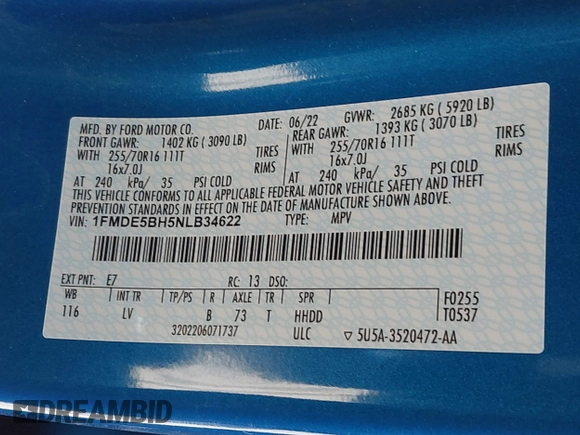 MFD. BY FORD MOTOR CO.
DATE: 06/22 GVWR: 2685 KG ( 5920 LB)
FRONT GAWR: 1402 KG ( 3090 LB) REAR GAWR: 1393 KG ( 3070 LB)
WITH 255/70R16 111T TIRES WITH 255/70R16 111T TIRES
16x7.0J RIMS 16x7.0J RIMS
AT 240 kPa/ 35 PSI COLD AT 240 kPa/ 35 PSI COLD
THIS VEHICLE CONFORMS TO ALL APPLICABLE FEDERAL MOTOR VEHICLE SAFETY AND THEFT
PREVENTION STANDARDS IN EFFECT ON THE DATE OF MANUFACTURE SHOWN ABOVE.
VIN: 1FMDE5BH5NLB34622 TYPE: MPV
EXT PNT: E7 RC: 13 DSO:
WB INT TR TP/PS R AXLE TR SPR F0255
116 LV B 73 T HHDD T0537
3202206071737 ULC ▽ 5U5A-3520472-AA
DREAMBID